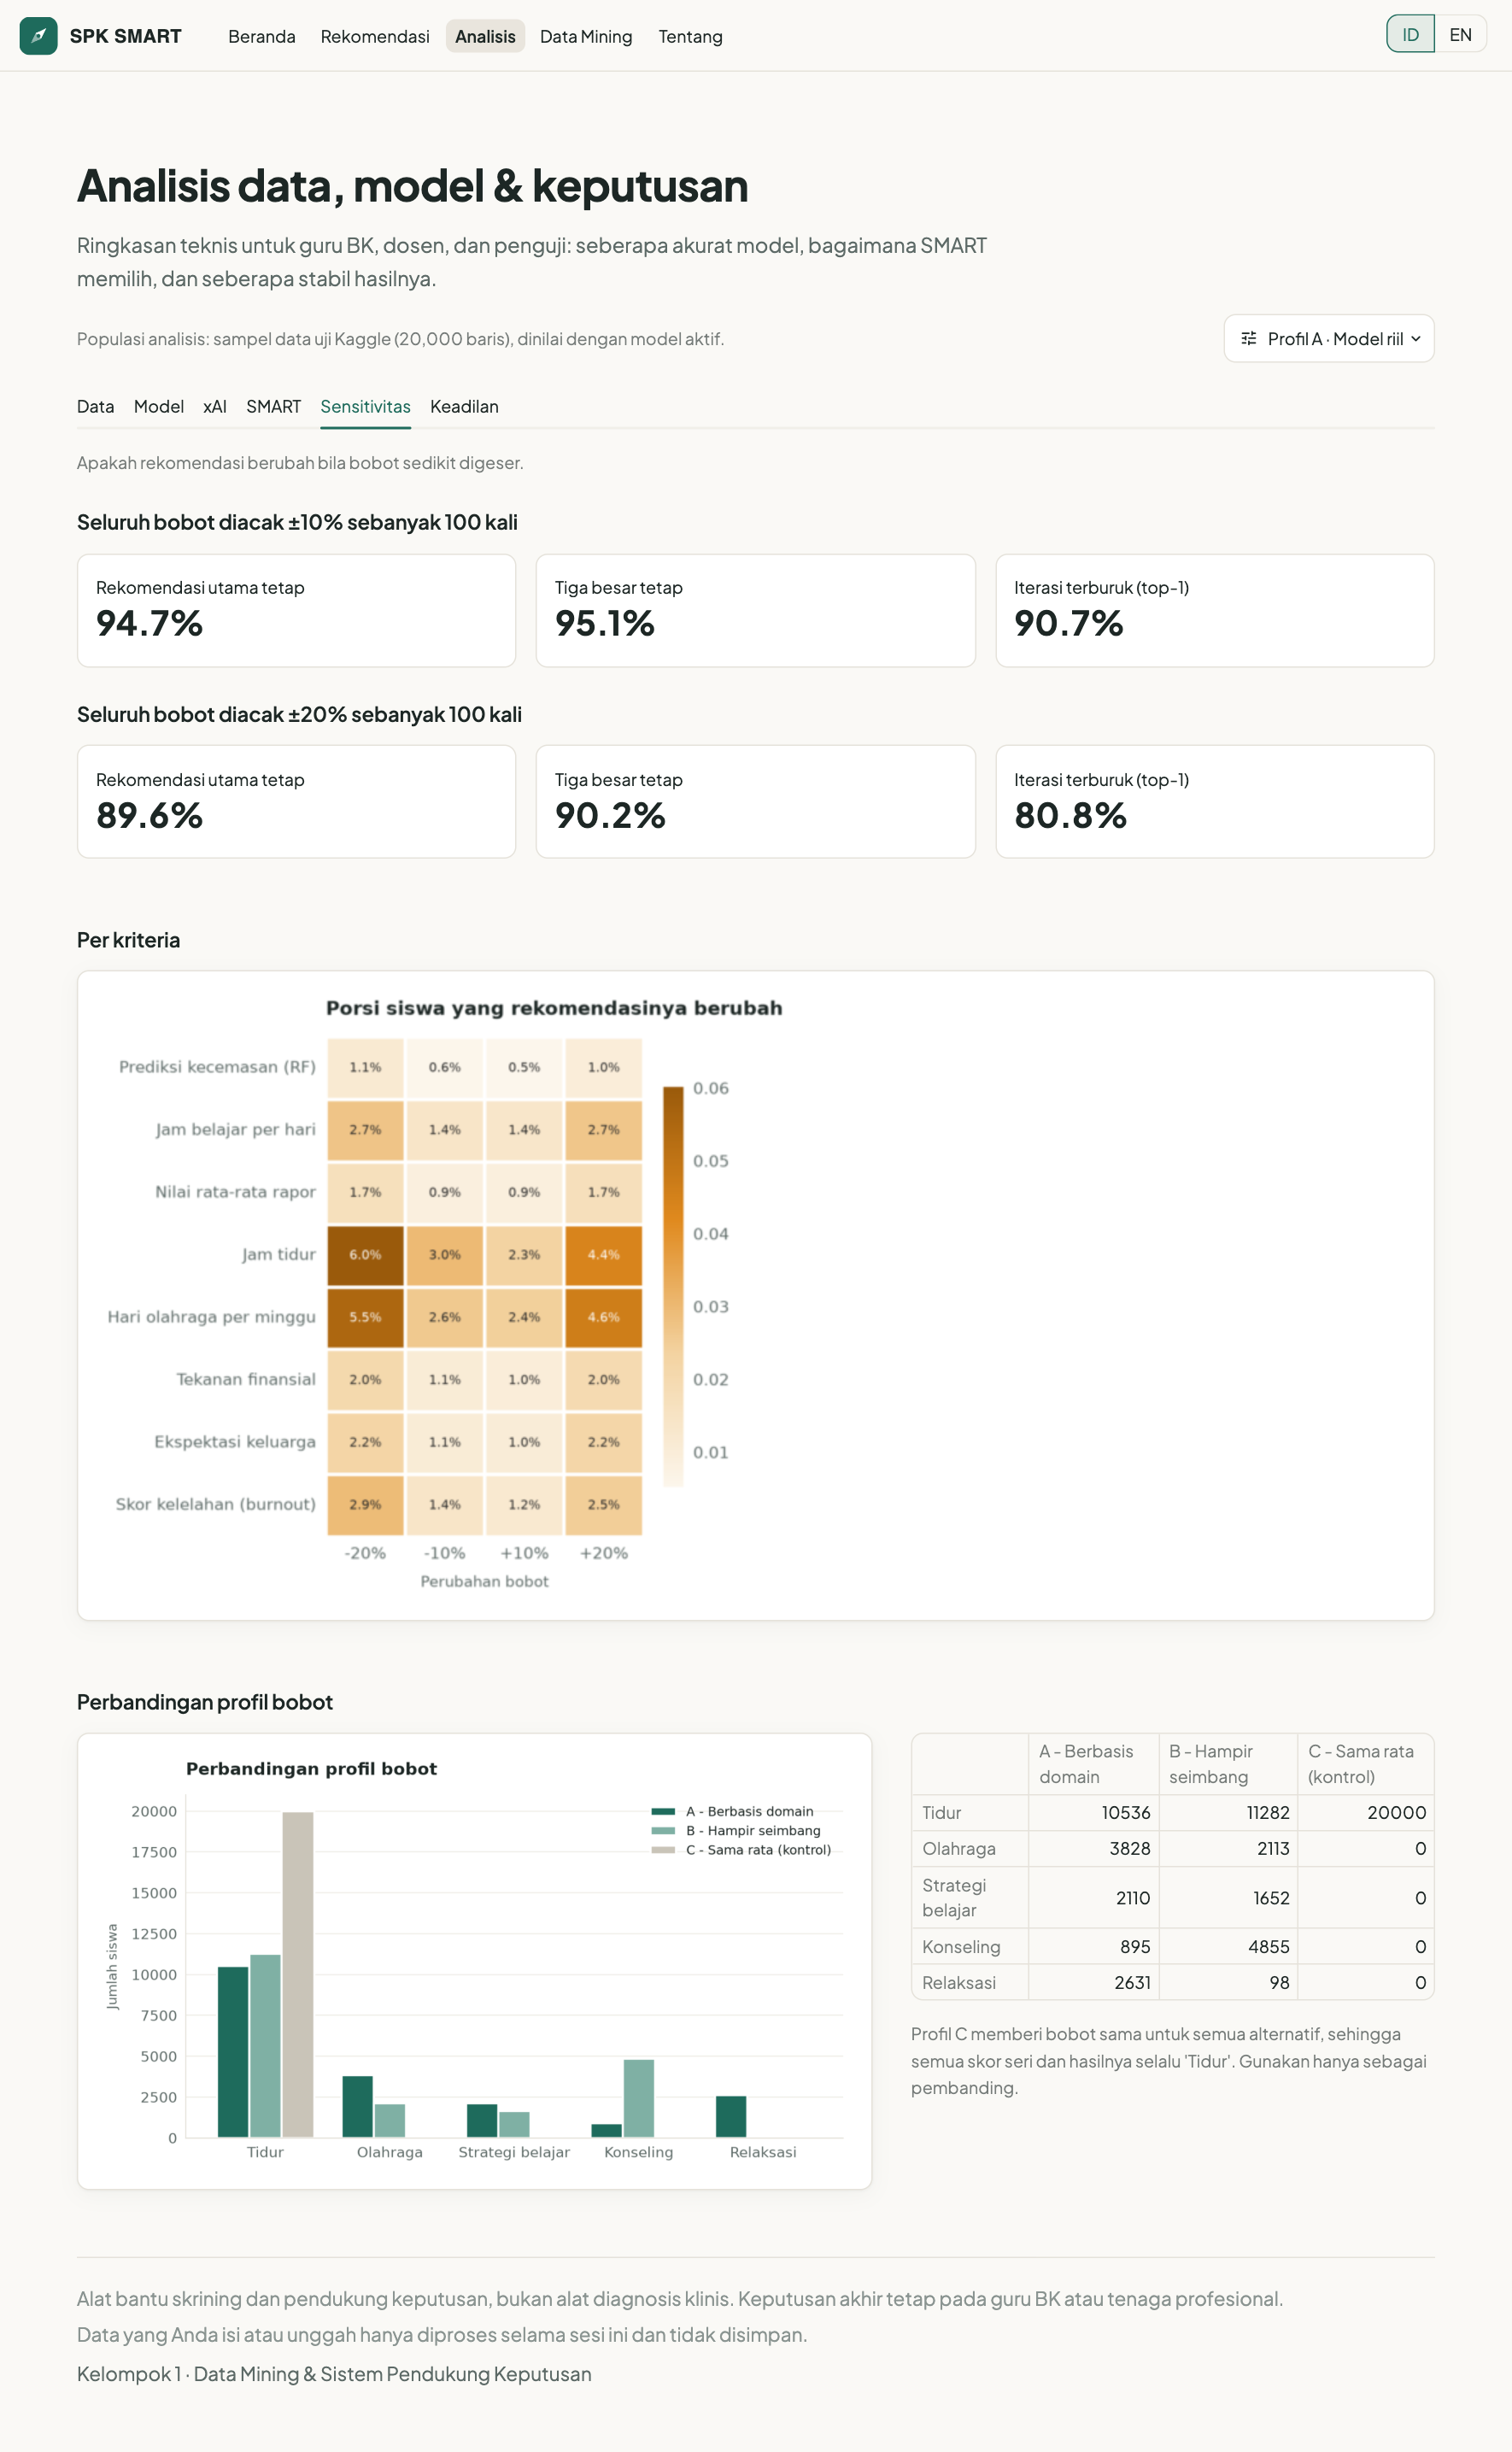 SPK SMART
Beranda
Rekomendasi
Analisis
Data Mining
Tentang
ID
EN
Analisis data, model & keputusan
Ringkasan teknis untuk guru BK, dosen, dan penguji: seberapa akurat model, bagaimana SMART
memilih, dan seberapa stabil hasilnya.
Populasi analisis: sampel data uji Kaggle (20,000 baris), dinilai dengan model aktif.
Profil A · Model riil
Data
Model
xAI
SMART
Sensitivitas
Keadilan
Apakah rekomendasi berubah bila bobot sedikit digeser.
Seluruh bobot diacak ±10% sebanyak 100 kali
Rekomendasi utama tetap
94.7%
Tiga besar tetap
95.1%
Iterasi terburuk (top-1)
90.7%
Seluruh bobot diacak ±20% sebanyak 100 kali
Rekomendasi utama tetap
89.6%
Tiga besar tetap
90.2%
Iterasi terburuk (top-1)
80.8%
Per kriteria
Porsi siswa yang rekomendasinya berubah
Prediksi kecemasan (RF) 1.1% 0.6% 0.5% 1.0%
Jam belajar per hari 2.7% 1.4% 1.4% 2.7%
Nilai rata-rata rapor 1.7% 0.9% 0.9% 1.7%
Jam tidur 6.0% 3.0% 2.3% 4.4%
Hari olahraga per minggu 5.5% 2.6% 2.4% 4.6%
Tekanan finansial 2.0% 1.1% 1.0% 2.0%
Ekspektasi keluarga 2.2% 1.1% 1.0% 2.2%
Skor kelelahan (burnout) 2.9% 1.4% 1.2% 2.5%
-20% -10% +10% +20%
Perubahan bobot
0.06
0.05
0.04
0.03
0.02
0.01
Perbandingan profil bobot
Perbandingan profil bobot
A - Berbasis domain
B - Hampir seimbang
C - Sama rata (kontrol)
Jumlah siswa
20000
17500
15000
12500
10000
7500
5000
2500
0
Tidur Olahraga Strategi belajar Konseling Relaksasi
A - Berbasis domain
B - Hampir seimbang
C - Sama rata (kontrol)
Tidur 10536 11282 20000
Olahraga 3828 2113 0
Strategi belajar 2110 1652 0
Konseling 895 4855 0
Relaksasi 2631 98 0
Profil C memberi bobot sama untuk semua alternatif, sehingga
semua skor seri dan hasilnya selalu 'Tidur'. Gunakan hanya sebagai
pembanding.
Alat bantu skrining dan pendukung keputusan, bukan alat diagnosis klinis. Keputusan akhir tetap pada guru BK atau tenaga profesional.
Data yang Anda isi atau unggah hanya diproses selama sesi ini dan tidak disimpan.
Kelompok 1 · Data Mining & Sistem Pendukung Keputusan